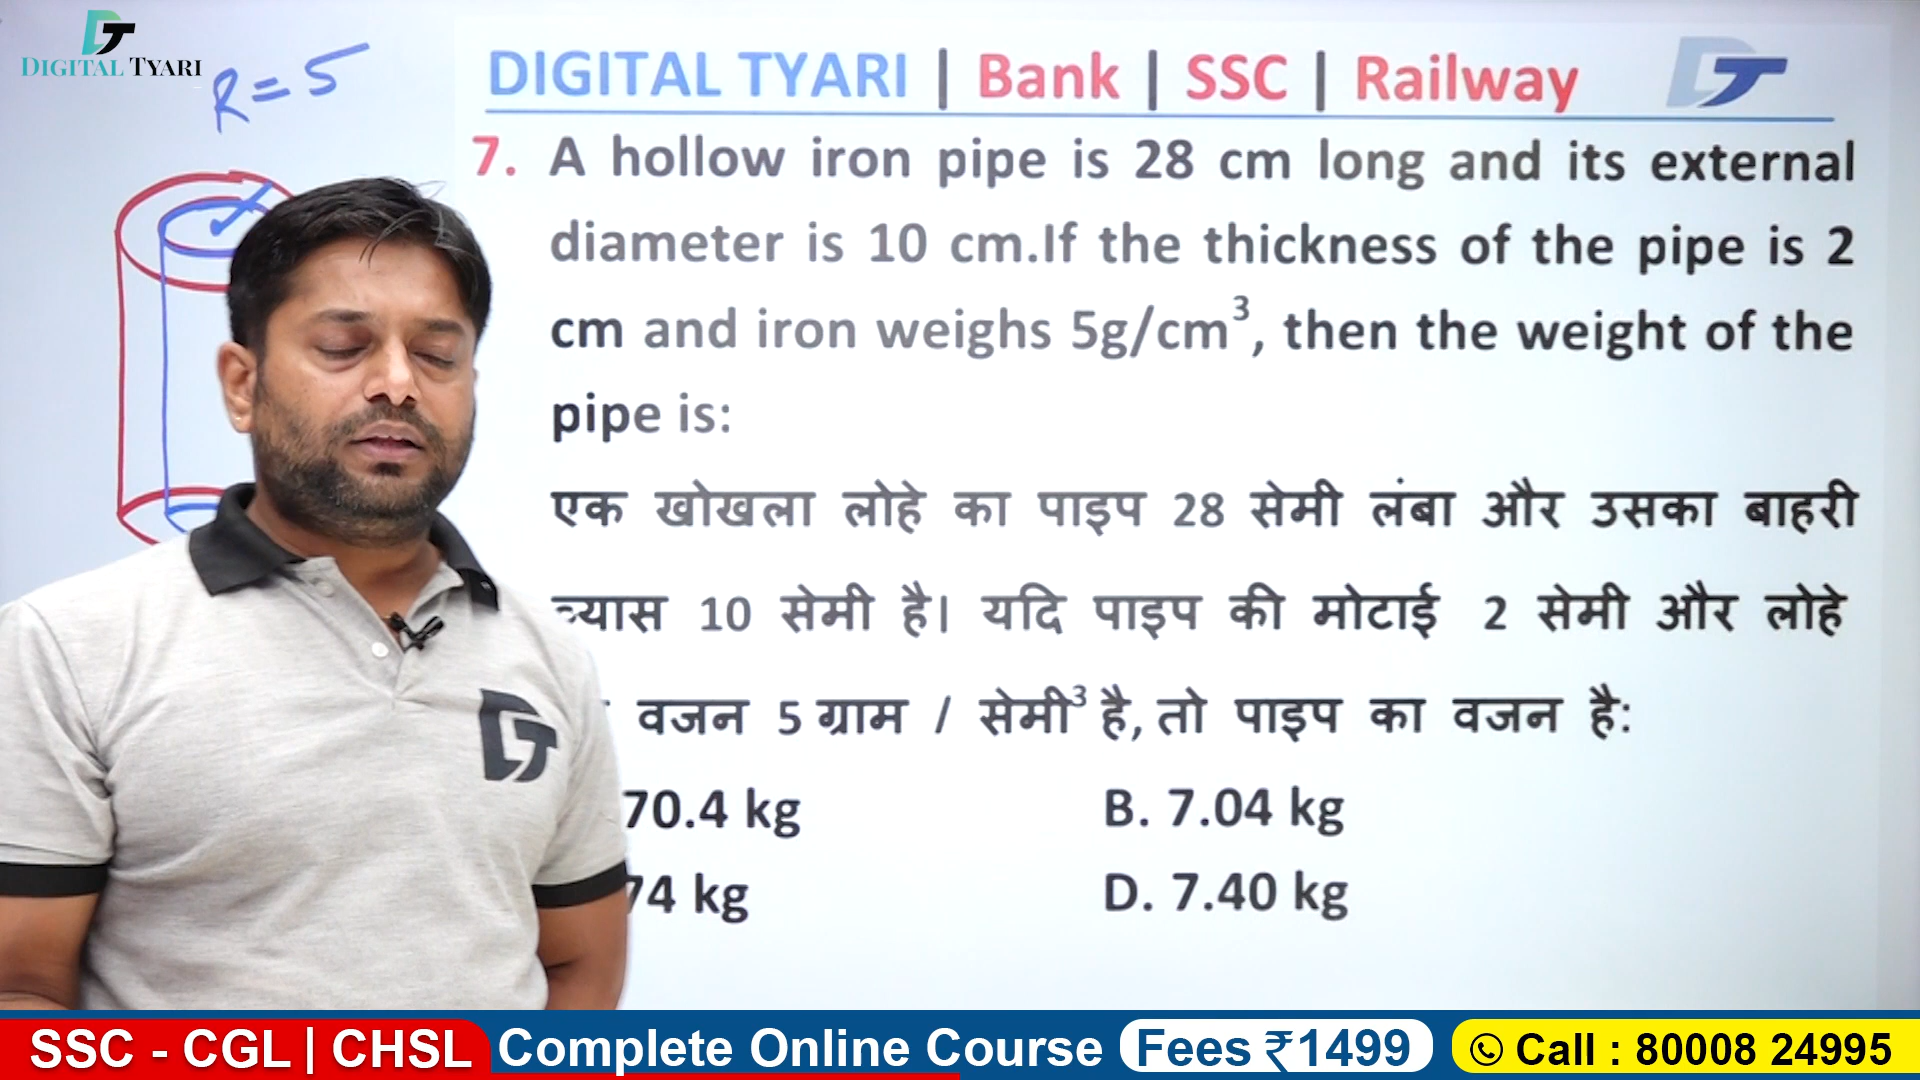 DT
DIGITAL TYARI
R=5
DIGITAL TYARI | Bank | SSC | Railway
DT
7. A hollow iron pipe is 28 cm long and its external
diameter is 10 cm.If the thickness of the pipe is 2
cm and iron weighs 5g/cm³, then the weight of the
pipe is:
एक खोखला लोहे का पाइप 28 सेमी लंबा और उसका बाहरी
व्यास 10 सेमी है। यदि पाइप की मोटाई 2 सेमी और लोहे
वजन 5 ग्राम / सेमी³ है, तो पाइप का वजन है:
70.4 kg B. 7.04 kg
74 kg D. 7.40 kg
DT
SSC - CGL | CHSL Complete Online Course Fees ₹1499 Call : 80008 24995